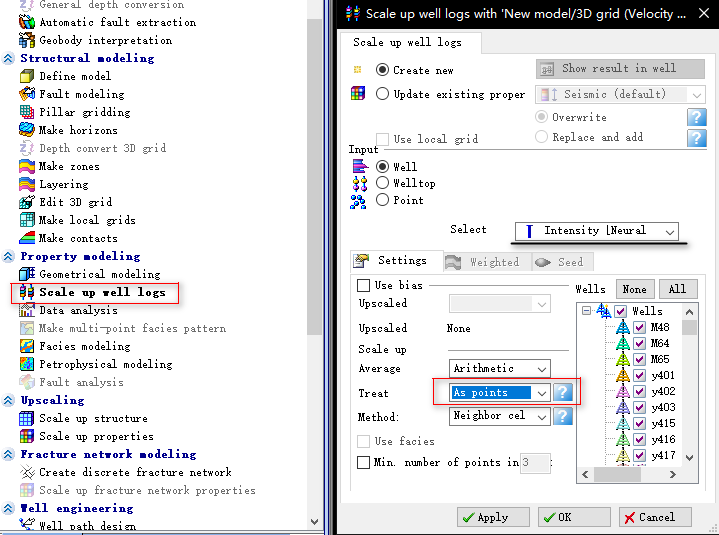 General depth conversion
Automatic fault extraction
Geobody interpretation
Structural modeling
Define model
Fault modeling
Pillar gridding
Make horizons
Depth convert 3D grid
Make zones
Layering
Edit 3D grid
Make local grids
Make contacts
Property modeling
Geometrical modeling
Scale up well logs
Data analysis
Make multi-point facies pattern
Facies modeling
Petrophysical modeling
Fault analysis
Upscaling
Scale up structure
Scale up properties
Fracture network modeling
Create discrete fracture network
Scale up fracture network properties
Well engineering
Well path design
Scale up well logs with 'New model/3D grid (Velocity ...
Scale up well logs
Create new
Show result in well
Update existing proper
Seismic (default)
Overwrite
Use local grid
Replace and add
Input
Well
Welltop
Point
Select
Intensity [Neural
Settings
Weighted
Seed
Use bias
Wells
None
All
Upscaled
Upscaled
None
Scale up
Average
Arithmetic
Treat
As points
Method:
Neighbor cel
Use facies
Min. number of points in
3
Wells
M48
M64
M65
y401
y402
y403
y415
y416
y417
Apply
OK
Cancel